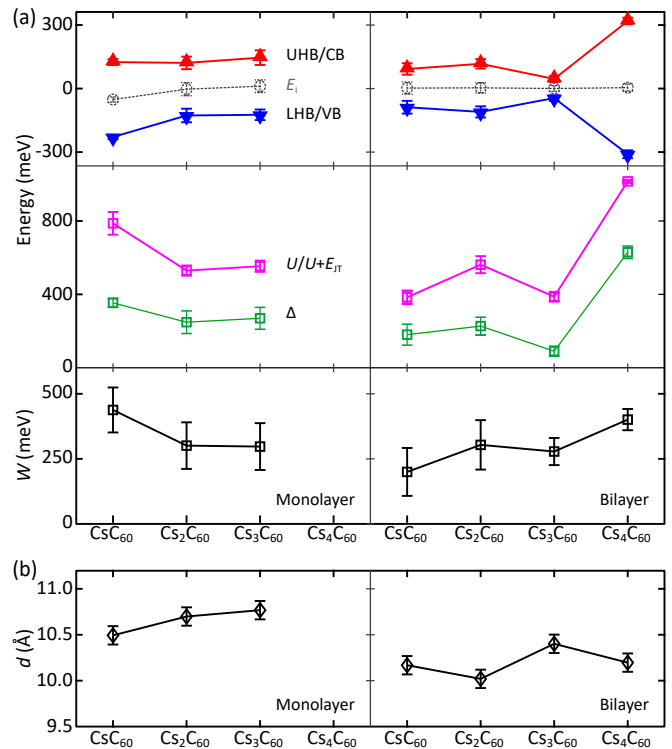 (a)
300
0
-300
Energy (meV)
UHB/CB
Eᵢ
LHB/VB
800
400
0
U/U+E_JT
Δ
500
250
0
W (meV)
Monolayer
Bilayer
CsC₆₀ Cs₂C₆₀ Cs₃C₆₀ Cs₄C₆₀ CsC₆₀ Cs₂C₆₀ Cs₃C₆₀ Cs₄C₆₀
(b)
11.0
10.5
10.0
9.5
d (Å)
Monolayer
Bilayer
CsC₆₀ Cs₂C₆₀ Cs₃C₆₀ Cs₄C₆₀ CsC₆₀ Cs₂C₆₀ Cs₃C₆₀ Cs₄C₆₀